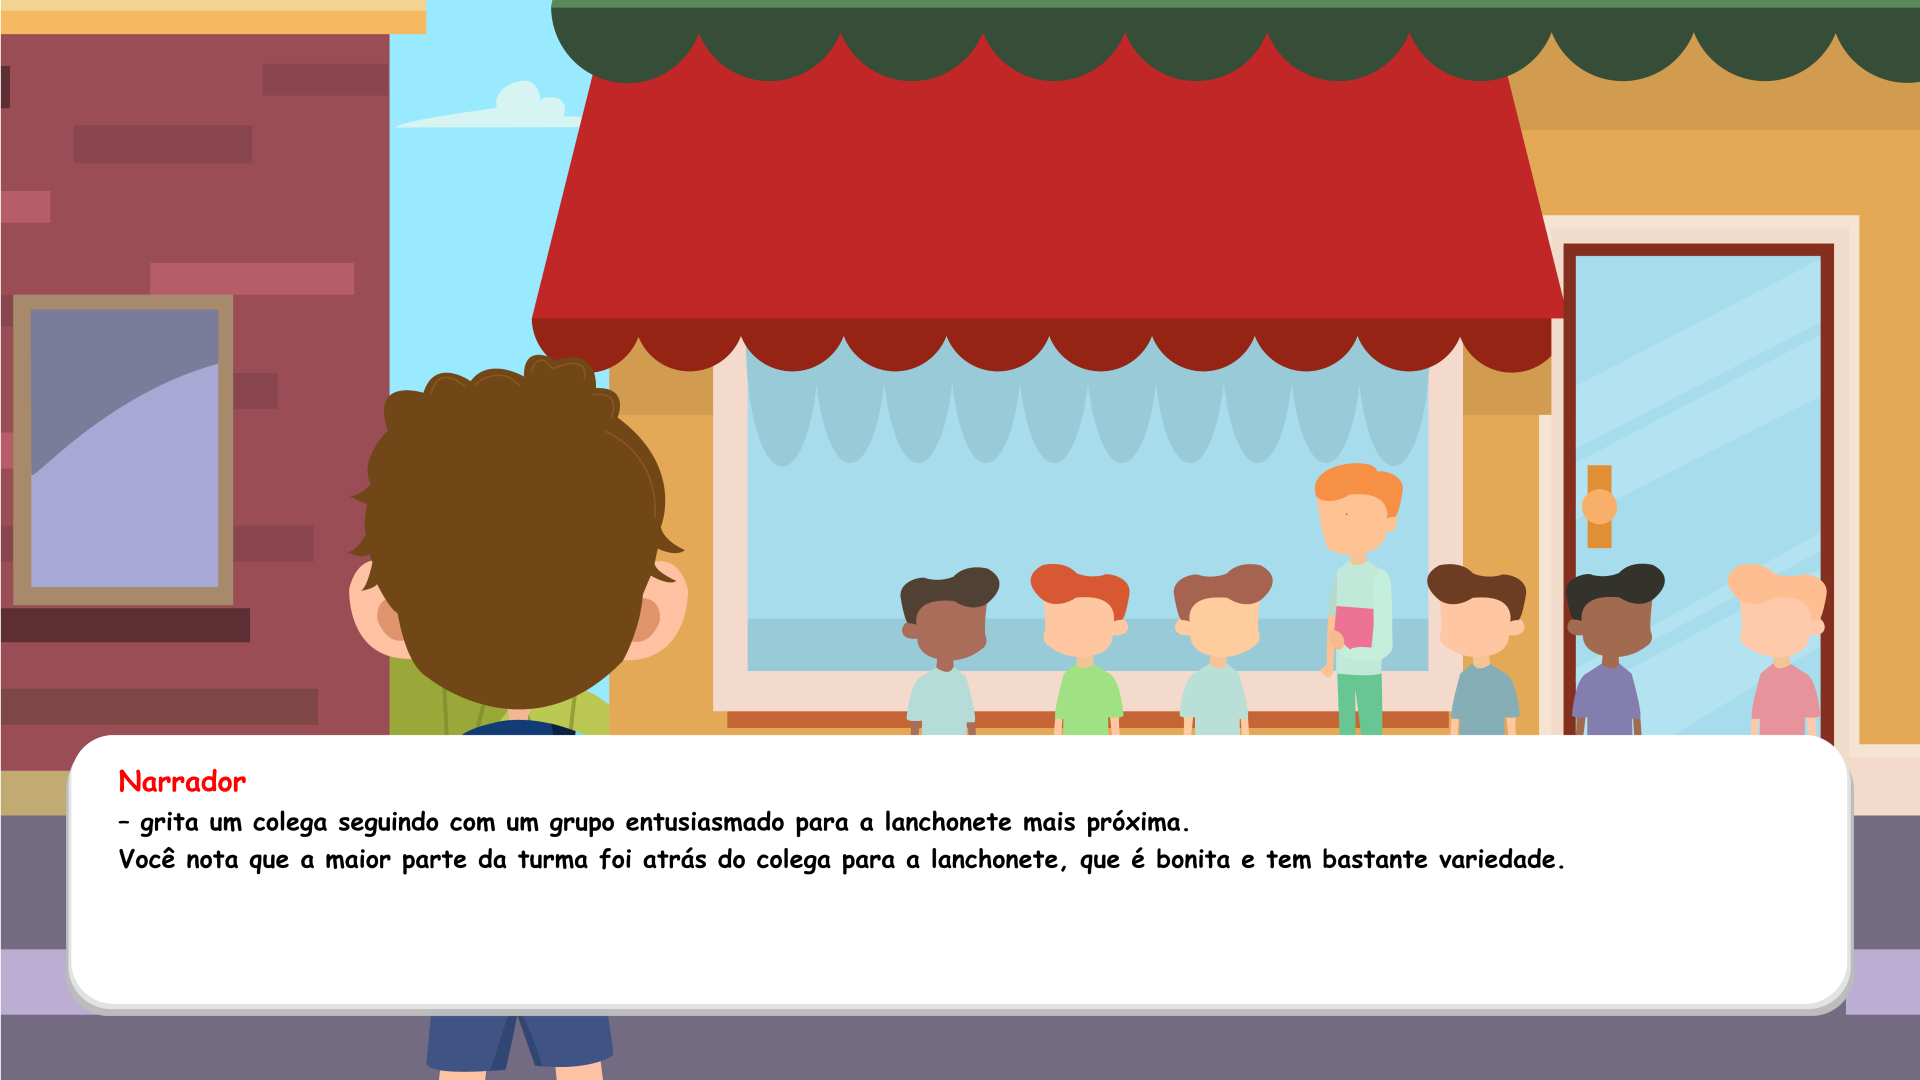 Narrador
– grita um colega seguindo com um grupo entusiasmado para a lanchonete mais próxima.
Você nota que a maior parte da turma foi atrás do colega para a lanchonete, que é bonita e tem bastante variedade.